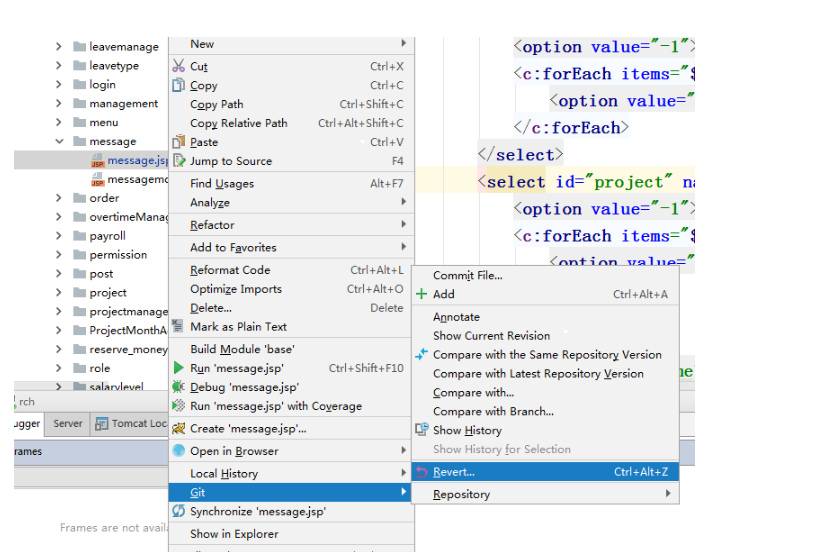 leavemanage
leavetype
login
management
menu
message
message.jsp
order
payroll
permission
post
project
role
reserve_money
salarylevel
rch
Server
Tomcat
rames
Frames are not
New
Cut Ctrl+X
Copy Ctrl+C
Copy Path Ctrl+Shift+C
Copy Relative Path Ctrl+Alt+Shift+C
Paste Ctrl+V
Jump to Source F4
Find Usages Alt+F7
Analyze
Refactor
Add to Favorites
Reformat Code Ctrl+Alt+L
Optimize Imports Ctrl+Alt+O
Delete... Delete
Mark as Plain Text
Build Module 'base'
Run 'message.jsp' Ctrl+Shift+F10
Debug 'message.jsp'
Run 'message.jsp' with Coverage
Create 'message.jsp'...
Open in Browser
Local History
Git
Synchronize 'message.jsp'
Show in Explorer
Commit File...
Add Ctrl+Alt+A
Annotate
Show Current Revision
Compare with the Same Repository Version
Compare with Latest Repository Version
Compare with...
Compare with Branch...
Show History
Show History for Selection
Revert... Ctrl+Alt+Z
Repository
<option value="-1">
<c:forEach items="$
<option value="
</c:forEach>
</select>
<select id="project"
<option value="-1">
<c:forEach items="$
<option value="